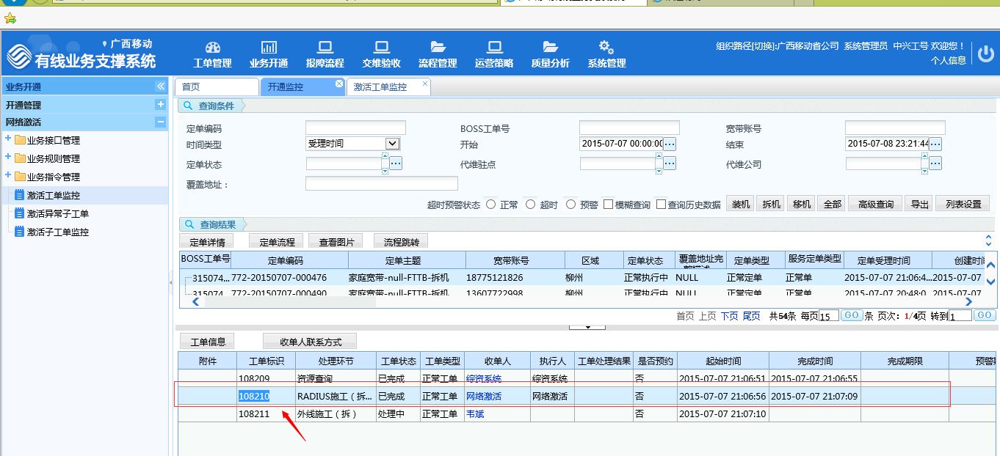 广西移动
有线业务支撑系统
工单管理 业务开通 报障流程 交维验收 流程管理 运营策略 质量分析 系统管理
组织路径[切换]:广西移动省公司 系统管理员 中兴工号 欢迎您！
个人信息
业务开通
开通管理
网络激活
业务接口管理
业务规则管理
业务指令管理
激活工单监控
激活异常子工单
激活子工单监控
首页 开通监控 激活工单监控
查询条件
定单编码 BOSS工单号 宽带账号
时间类型 受理时间 开始 2015-07-07 00:00:00 结束 2015-07-08 23:21:44
定单状态 代维驻点 代维公司
覆盖地址：
超时预警状态 正常 超时 预警 模糊查询 查询历史数据 装机 拆机 移机 全部 高级查询 导出 列表设置
查询结果
定单详情 定单流程 查看图片 流程跳转
BOSS工单号 定单编码 定单主题 宽带账号 区域 定单状态 覆盖地址完 定单类型 服务定单类型 定单受理时间 创建时
315074... 772-20150707-000476 家庭宽带-null-FTTB-拆机 18775121826 柳州 正常执行中 NULL 正常定单 正常单 2015-07-07 21:06:4... 2015-07-07
315074... 772-20150707-000490 家庭宽带-null-FTTB-拆机 13607722998 柳州 正常执行中 NULL 正常定单 正常单 2015-07-07 20:48:0... 2015-07-07
首页 上页 下页 尾页 共54条 每页15 GO 条 页次：1/4页 转到1 GO
工单信息 收单人联系方式
附件 工单标识 处理环节 工单状态 工单类型 收单人 执行人 工单处理结果 是否预约 起始时间 完成时间 完成期限 预警
108209 资源查询 已完成 正常工单 综资系统 综资系统 否 2015-07-07 21:06:51 2015-07-07 21:06:55
108210 RADIUS施工（拆... 已完成 正常工单 网络激活 网络激活 否 2015-07-07 21:06:56 2015-07-07 21:07:09
108211 外线施工（拆） 处理中 正常工单 韦斌 否 2015-07-07 21:07:10